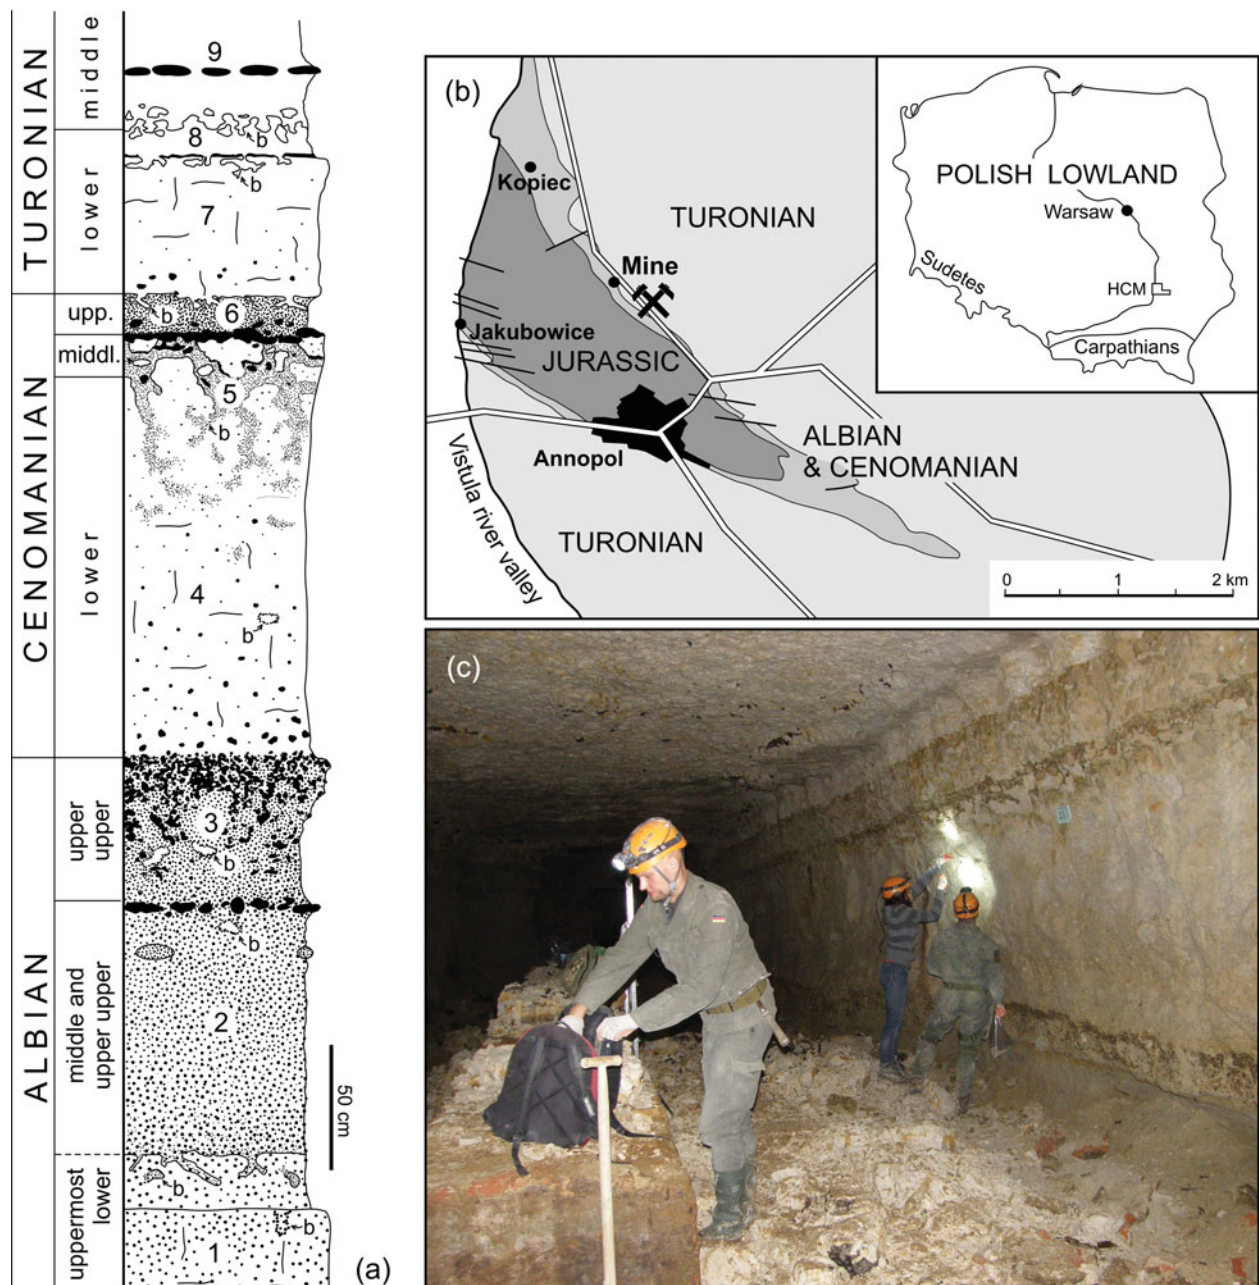 TURONIAN
middle
lower
CENOMANIAN
upp.
middl.
lower
ALBIAN
upper
upper
middle and
upper upper
uppermost
lower
9
8
b
b
7
b
6
5
b
4
b
3
b
b
2
b
b
1
50 cm
(a)
(b)
Kopiec
TURONIAN
Mine
Jakubowice
JURASSIC
Annopol
ALBIAN
& CENOMANIAN
Vistula river valley
TURONIAN
0 1 2 km
POLISH LOWLAND
Warsaw
Sudetes
HCM
Carpathians
(c)